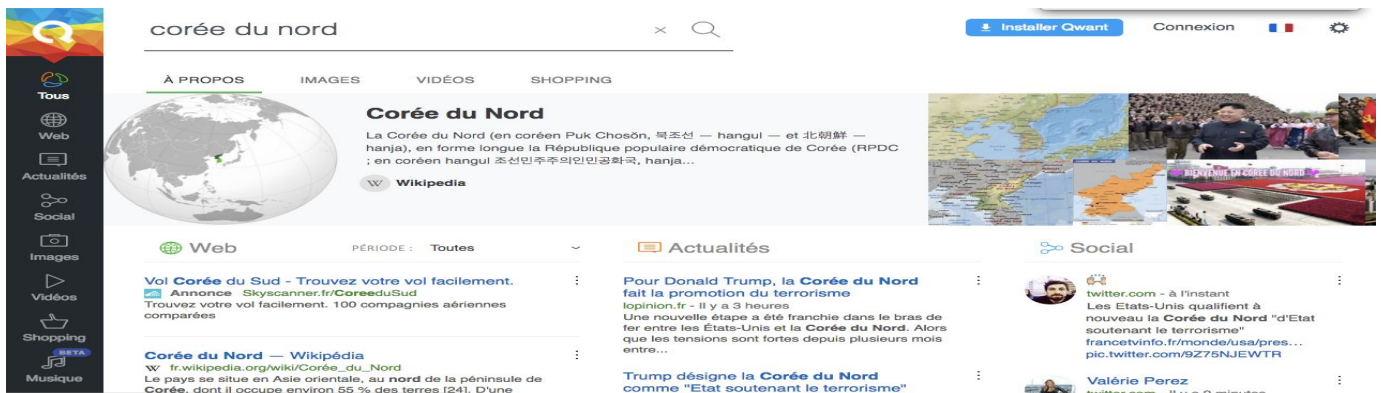 corée du nord
Installer Qwant
Connexion
À PROPOS
IMAGES
VIDÉOS
SHOPPING
Tous
Web
Actualités
Social
Images
Vidéos
Shopping
BETA
Musique
Corée du Nord
La Corée du Nord (en coréen Puk Chosŏn, 북조선 — hangul — et 北朝鮮 —
hanja), en forme longue la République populaire démocratique de Corée (RPDC
; en coréen hangul 조선민주주의인민공화국, hanja...
W Wikipedia
BIENVENUE EN COREE DU NORD
Web
PÉRIODE : Toutes
Vol Corée du Sud - Trouvez votre vol facilement.
Annonce Skyscanner.fr/CoreeduSud
Trouvez votre vol facilement. 100 compagnies aériennes
comparées
Corée du Nord — Wikipédia
W fr.wikipedia.org/wiki/Corée_du_Nord
Le pays se situe en Asie orientale, au nord de la péninsule de
Corée, dont il occupe environ 55 % des terres [24]. D'une
Actualités
Pour Donald Trump, la Corée du Nord
fait la promotion du terrorisme
lopinion.fr - Il y a 3 heures
Une nouvelle étape a été franchie dans le bras de
fer entre les États-Unis et la Corée du Nord. Alors
que les tensions sont fortes depuis plusieurs mois
entre...
Trump désigne la Corée du Nord
comme "Etat soutenant le terrorisme"
Social
twitter.com - à l'instant
Les Etats-Unis qualifient à
nouveau la Corée du Nord "d'Etat
soutenant le terrorisme"
francetvinfo.fr/monde/usa/pres...
pic.twitter.com/9Z75NJEWTR
Valérie Perez
twitter.com - Il y a 9 minutes